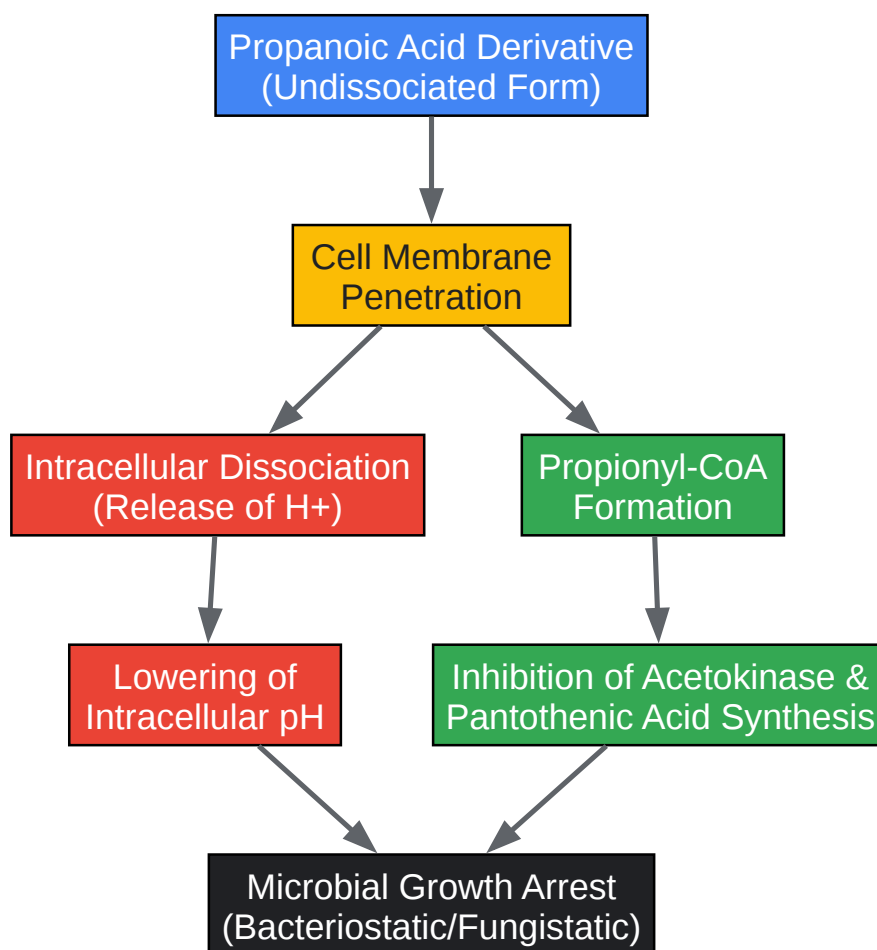 Propanoic Acid Derivative
(Undissociated Form)
Cell Membrane
Penetration
Intracellular Dissociation
(Release of H+)
Propionyl-CoA
Formation
Lowering of
Intracellular pH
Inhibition of Acetokinase &
Pantothenic Acid Synthesis
Microbial Growth Arrest
(Bacteriostatic/Fungistatic)